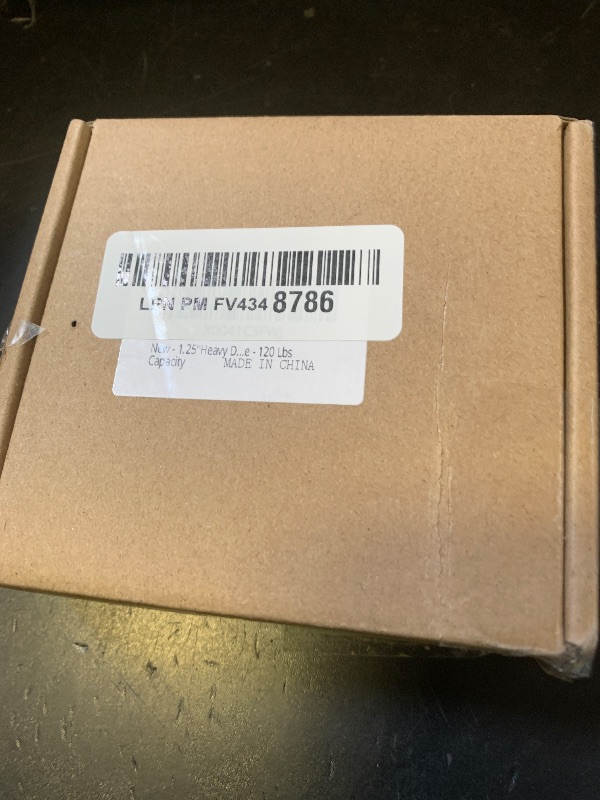 LPN PM FV434 8786
New - 1.25"Heavy D...e - 120 Lbs
Capacity MADE IN CHINA